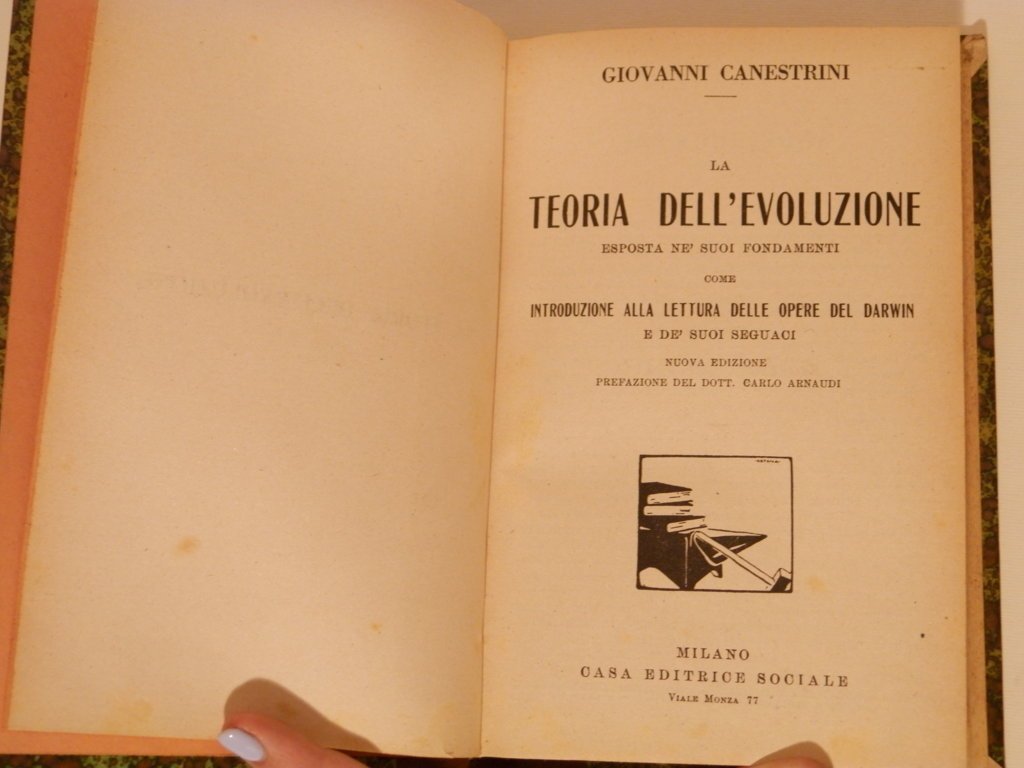 GIOVANNI CANESTRINI
LA
TEORIA DELL'EVOLUZIONE
ESPOSTA NE' SUOI FONDAMENTI
COME
INTRODUZIONE ALLA LETTURA DELLE OPERE DEL DARWIN
E DE' SUOI SEGUACI
NUOVA EDIZIONE
PREFAZIONE DEL DOTT. CARLO ARNAUDI
MILANO
CASA EDITRICE SOCIALE
VIALE MONZA 77